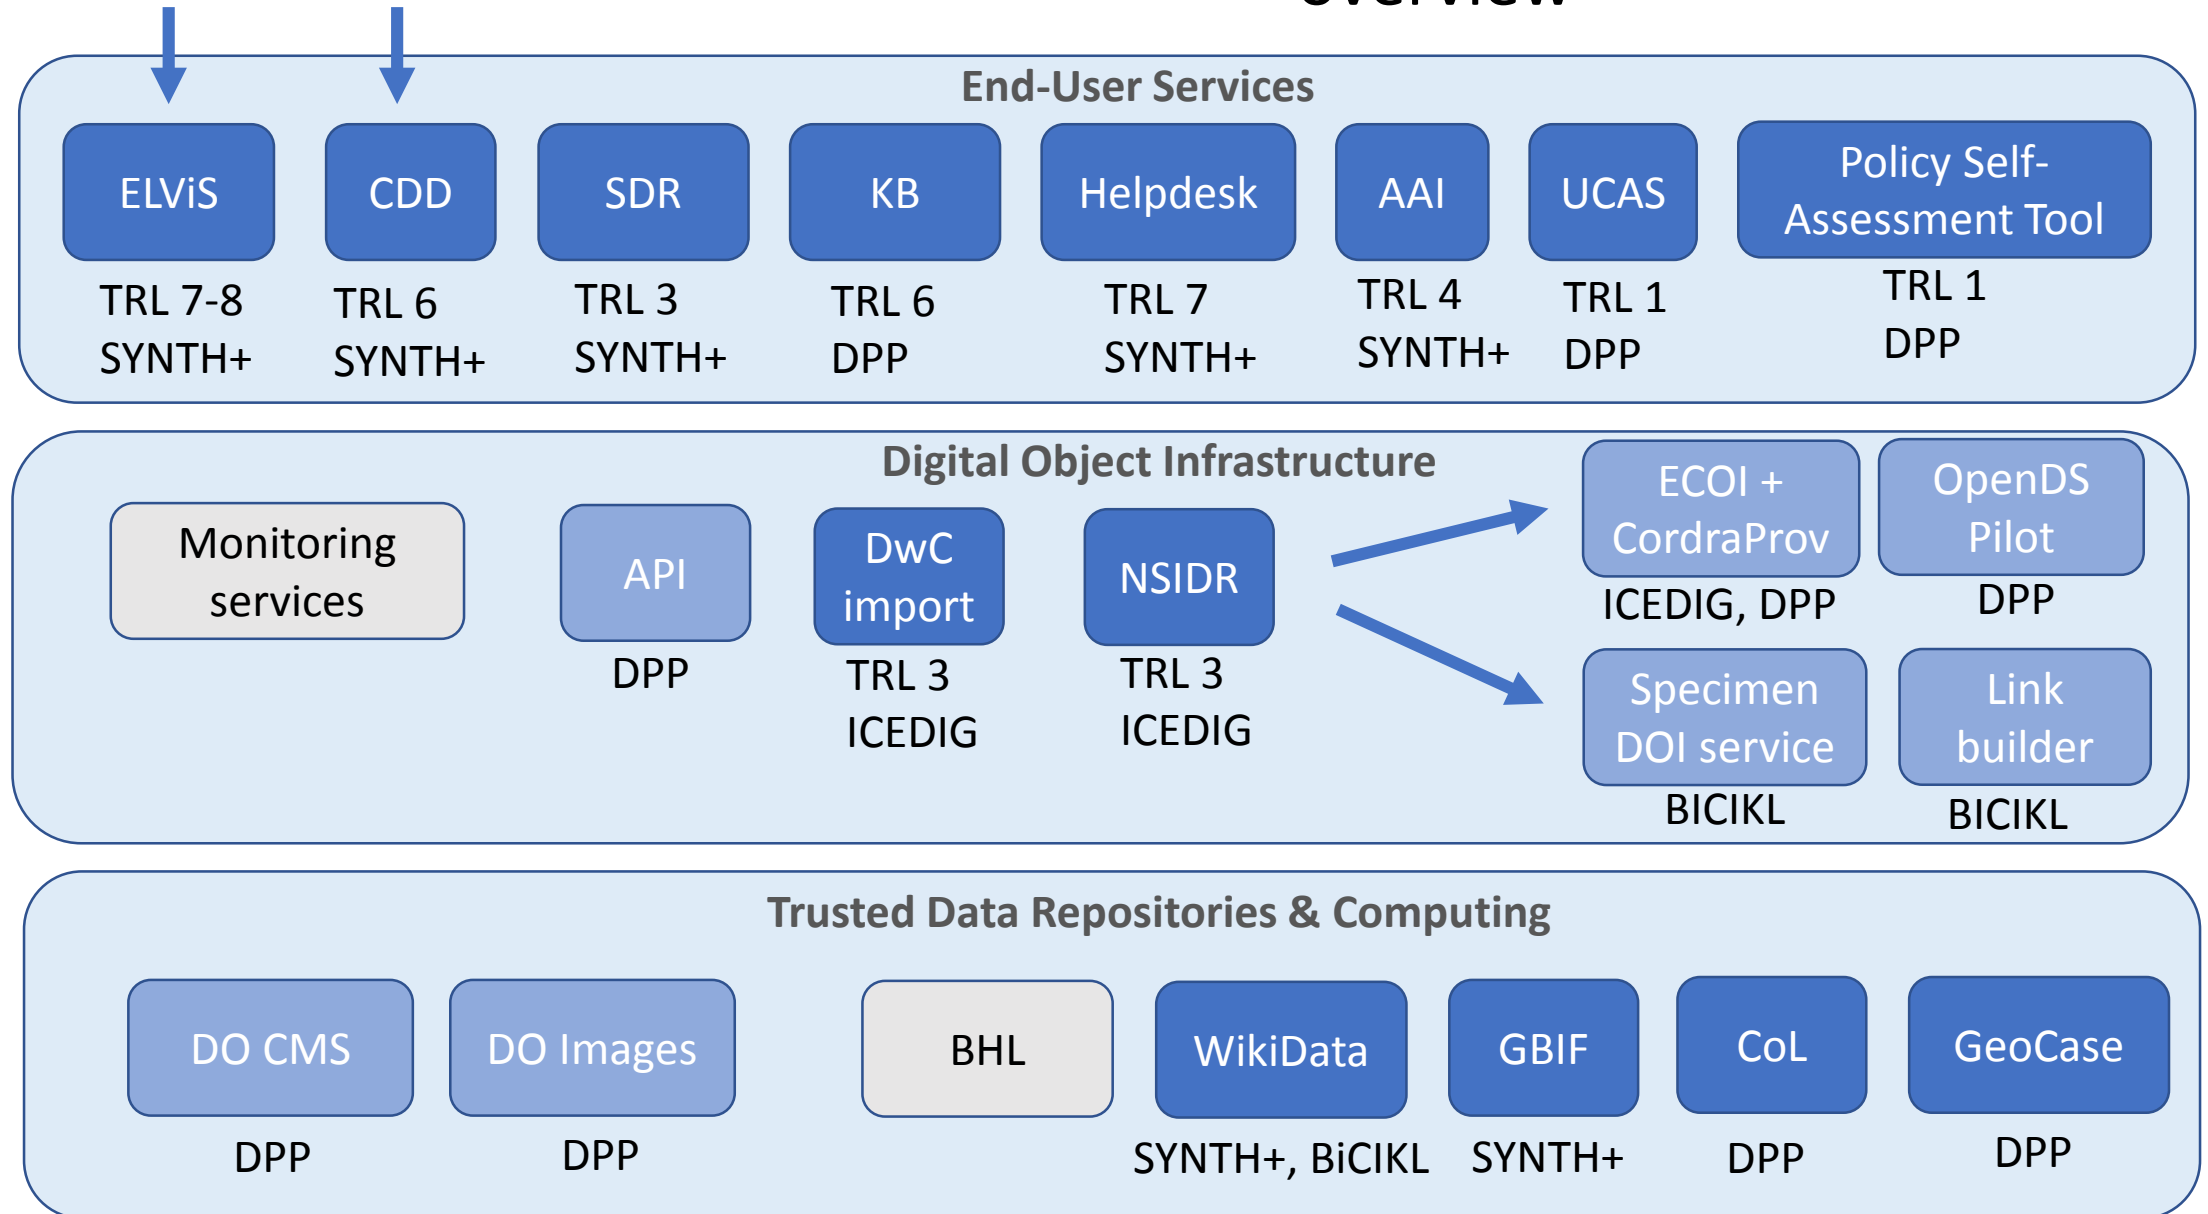 overview
End-User Services
ELViS
CDD
SDR
KB
Helpdesk
AAI
UCAS
Policy Self-
Assessment Tool
TRL 7-8
SYNTH+
TRL 6
SYNTH+
TRL 3
SYNTH+
TRL 6
DPP
TRL 7
SYNTH+
TRL 4
SYNTH+
TRL 1
DPP
TRL 1
DPP
Digital Object Infrastructure
Monitoring
services
API
DPP
DwC
import
TRL 3
ICEDIG
NSIDR
TRL 3
ICEDIG
ECOI +
CordraProv
ICEDIG, DPP
OpenDS
Pilot
DPP
Specimen
DOI service
BICIKL
Link
builder
BICIKL
Trusted Data Repositories & Computing
DO CMS
DPP
DO Images
DPP
BHL
WikiData
SYNTH+, BiCIKL
GBIF
SYNTH+
CoL
DPP
GeoCase
DPP